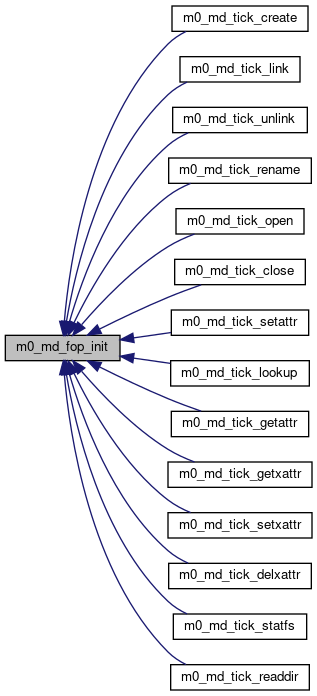 m0_md_tick_create
m0_md_tick_link
m0_md_tick_unlink
m0_md_tick_rename
m0_md_tick_open
m0_md_tick_close
m0_md_tick_setattr
m0_md_fop_init
m0_md_tick_lookup
m0_md_tick_getattr
m0_md_tick_getxattr
m0_md_tick_setxattr
m0_md_tick_delxattr
m0_md_tick_statfs
m0_md_tick_readdir